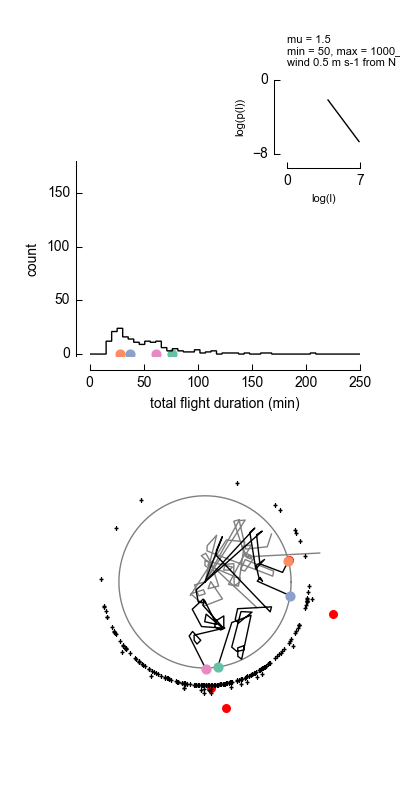 mu = 1.5
min = 50, max = 1000_
wind 0.5 m s-1 from N
0
log(p(l))
−8
0
7
log(l)
150
100
50
0
count
0
50
100
150
200
250
total flight duration (min)